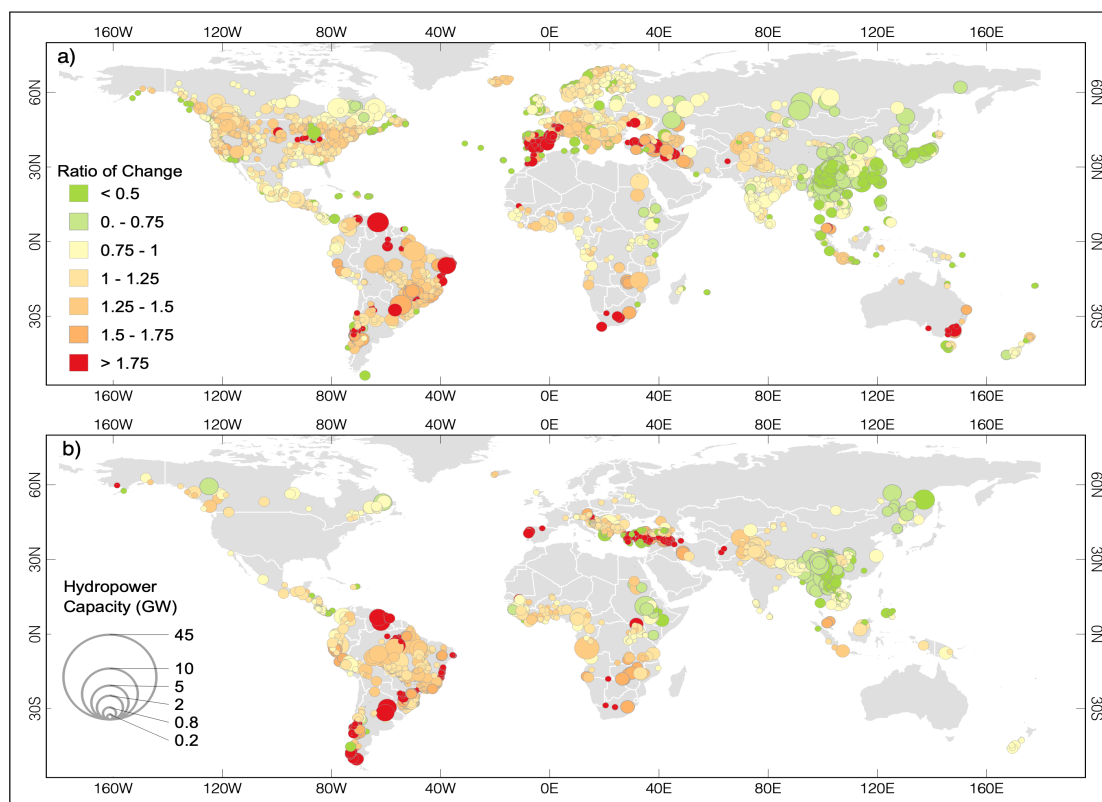 160W 120W 80W 40W 0E 40E 80E 120E 160E
a)
60N 60N
30N 30N
0N 0N
30S 30S
Ratio of Change
< 0.5
0. - 0.75
0.75 - 1
1 - 1.25
1.25 - 1.5
1.5 - 1.75
> 1.75
160W 120W 80W 40W 0E 40E 80E 120E 160E
160W 120W 80W 40W 0E 40E 80E 120E 160E
b)
60N 60N
30N 30N
0N 0N
30S 30S
Hydropower
Capacity (GW)
45
10
5
2
0.8
0.2
160W 120W 80W 40W 0E 40E 80E 120E 160E